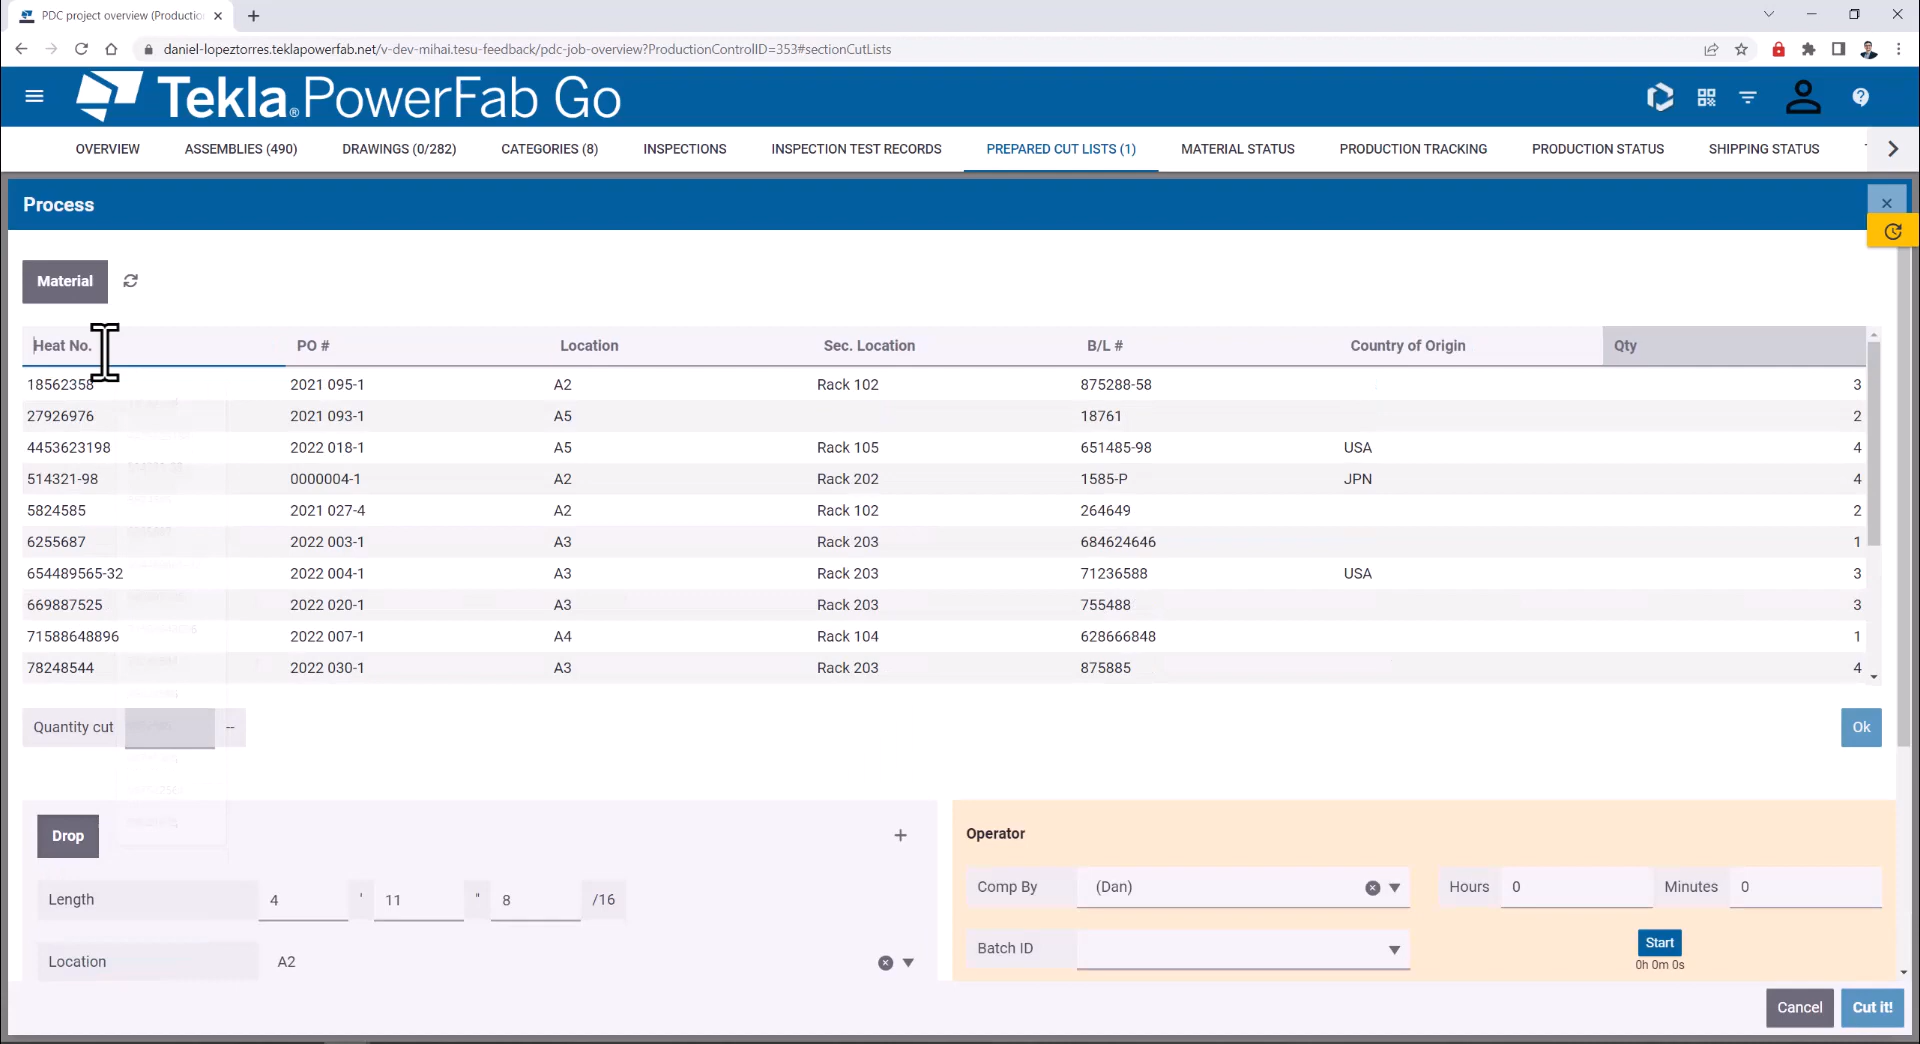 PDC project overview (Productio
daniel-lopeztorres.teklapowerfab.net/v-dev-mihai.tesu-feedback/pdc-job-overview?ProductionControlID=353#sectionCutLists
Tekla® PowerFab Go
OVERVIEW ASSEMBLIES (490) DRAWINGS (0/282) CATEGORIES (8) INSPECTIONS INSPECTION TEST RECORDS PREPARED CUT LISTS (1) MATERIAL STATUS PRODUCTION TRACKING PRODUCTION STATUS SHIPPING STATUS
Process
Material
Heat No. PO # Location Sec. Location B/L # Country of Origin Qty
18562358 2021 095-1 A2 Rack 102 875288-58 3
27926976 2021 093-1 A5 18761 2
4453623198 2022 018-1 A5 Rack 105 651485-98 USA 4
514321-98 0000004-1 A2 Rack 202 1585-P JPN 4
5824585 2021 027-4 A2 Rack 102 264649 2
6255687 2022 003-1 A3 Rack 203 684624646 1
654489565-32 2022 004-1 A3 Rack 203 71236588 USA 3
669887525 2022 020-1 A3 Rack 203 755488 3
71588648896 2022 007-1 A4 Rack 104 628666848 1
78248544 2022 030-1 A3 Rack 203 875885 4
Quantity cut -- Ok
Drop +
Length 4 ' 11 " 8 /16
Location A2
Operator
Comp By (Dan) Hours 0 Minutes 0
Batch ID Start
0h 0m 0s
Cancel Cut it!